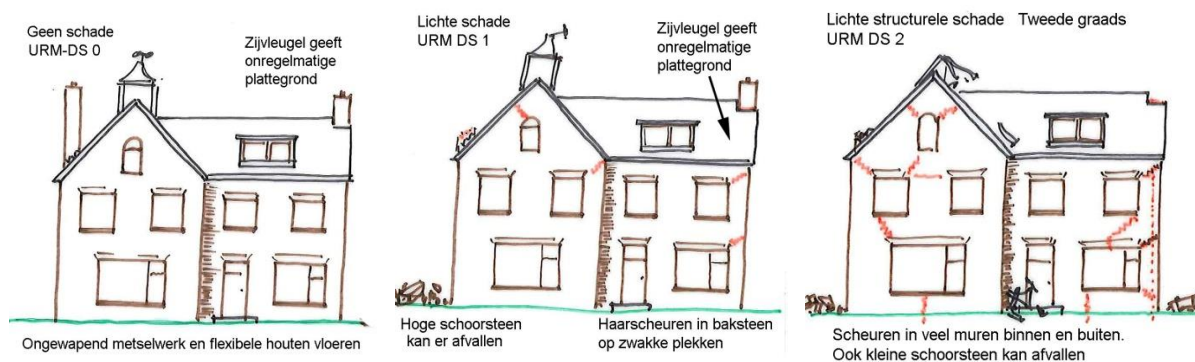 Geen schade
URM-DS 0
Zijvleugel geeft
onregelmatige
plattegrond
Ongewapend metselwerk en flexibele houten vloeren
Lichte schade
URM DS 1
Zijvleugel geeft
onregelmatige
plattegrond
Hoge schoorsteen
kan er afvallen
Haarscheuren in baksteen
op zwakke plekken
Lichte structurele schade Tweede graads
URM DS 2
Scheuren in veel muren binnen en buiten.
Ook kleine schoorsteen kan afvallen